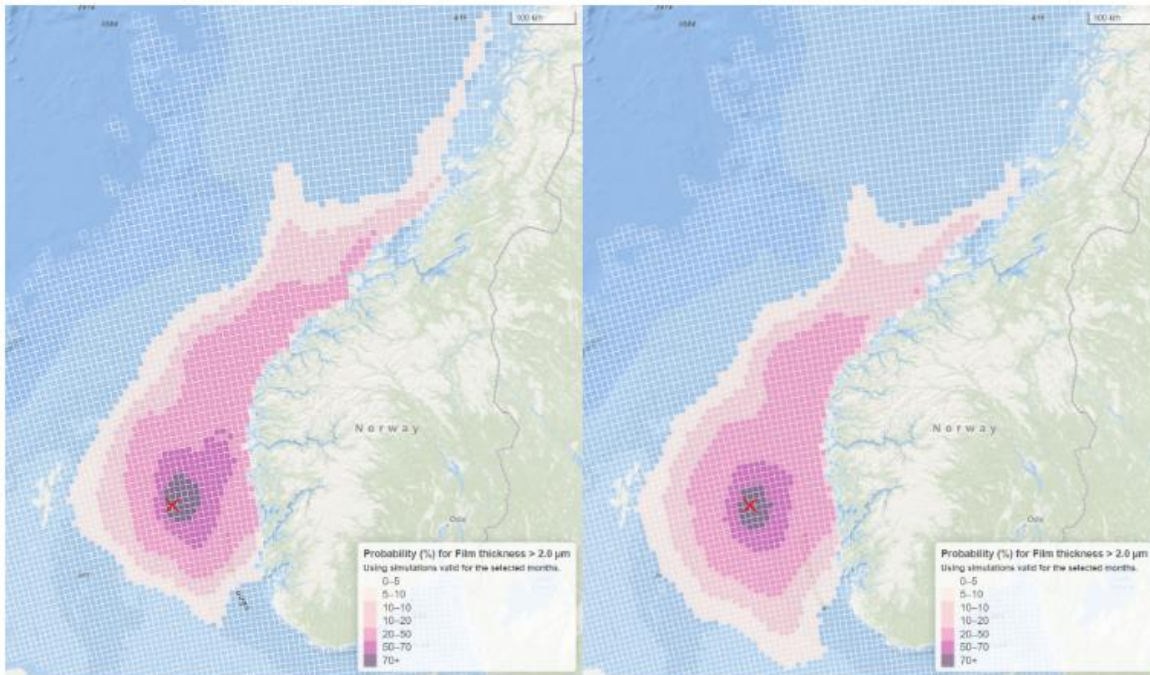 100 km
Norway
Oslo
Probability (%) for Film thickness > 2.0 µm
Using simulations valid for the selected months.
0–5
5–10
10–10
10–20
20–50
50–70
70+
100 km
Norway
Oslo
Probability (%) for Film thickness > 2.0 µm
Using simulations valid for the selected months.
0–5
5–10
10–10
10–20
20–50
50–70
70+